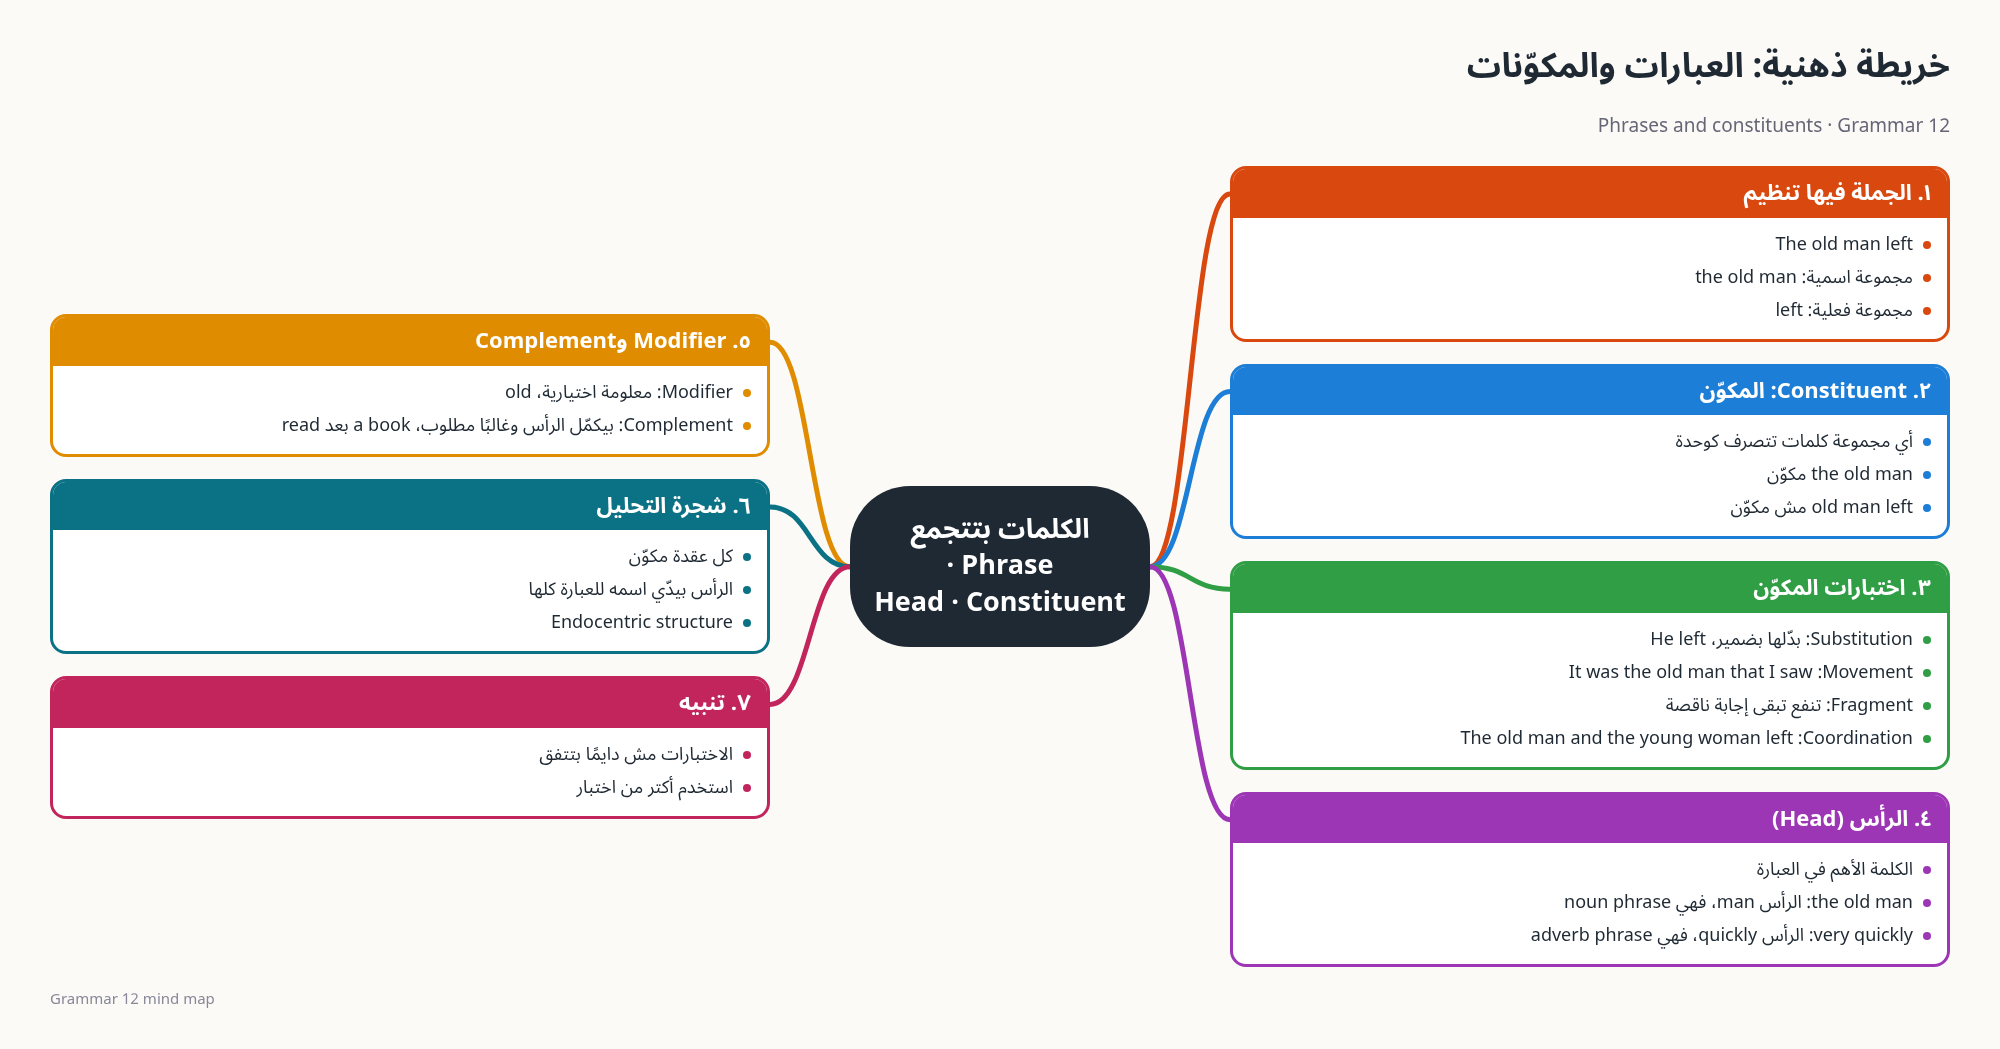 خريطة ذهنية: العبارات والمكوّنات
Phrases and constituents · Grammar 12
١. الجملة فيها تنظيم
The old man left
مجموعة اسمية: the old man
مجموعة فعلية: left
٢. Constituent: المكوّن
أي مجموعة كلمات تتصرف كوحدة
the old man مكوّن
old man left مش مكوّن
٣. اختبارات المكوّن
Substitution: بدّلها بضمير، He left
Movement: It was the old man that I saw
Fragment: تنفع تبقى إجابة ناقصة
Coordination: The old man and the young woman left
٤. الرأس (Head)
الكلمة الأهم في العبارة
the old man: الرأس man، فهي noun phrase
very quickly: الرأس quickly، فهي adverb phrase
الكلمات بتتجمع
· Phrase
Head · Constituent
٥. Modifier وComplement
Modifier: معلومة اختيارية، old
Complement: بيكمّل الرأس وغالبًا مطلوب، a book بعد read
٦. شجرة التحليل
كل عقدة مكوّن
الرأس بيدّي اسمه للعبارة كلها
Endocentric structure
٧. تنبيه
الاختبارات مش دايمًا بتتفق
استخدم أكتر من اختبار
Grammar 12 mind map